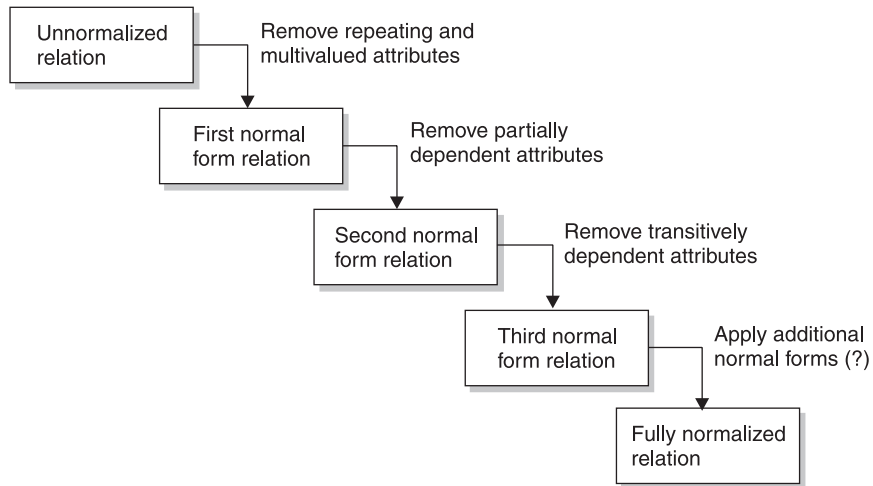 Unnormalized
relation
Remove repeating and
multivalued attributes
First normal
form relation
Remove partially
dependent attributes
Second normal
form relation
Remove transitively
dependent attributes
Third normal
form relation
Apply additional
normal forms (?)
Fully normalized
relation